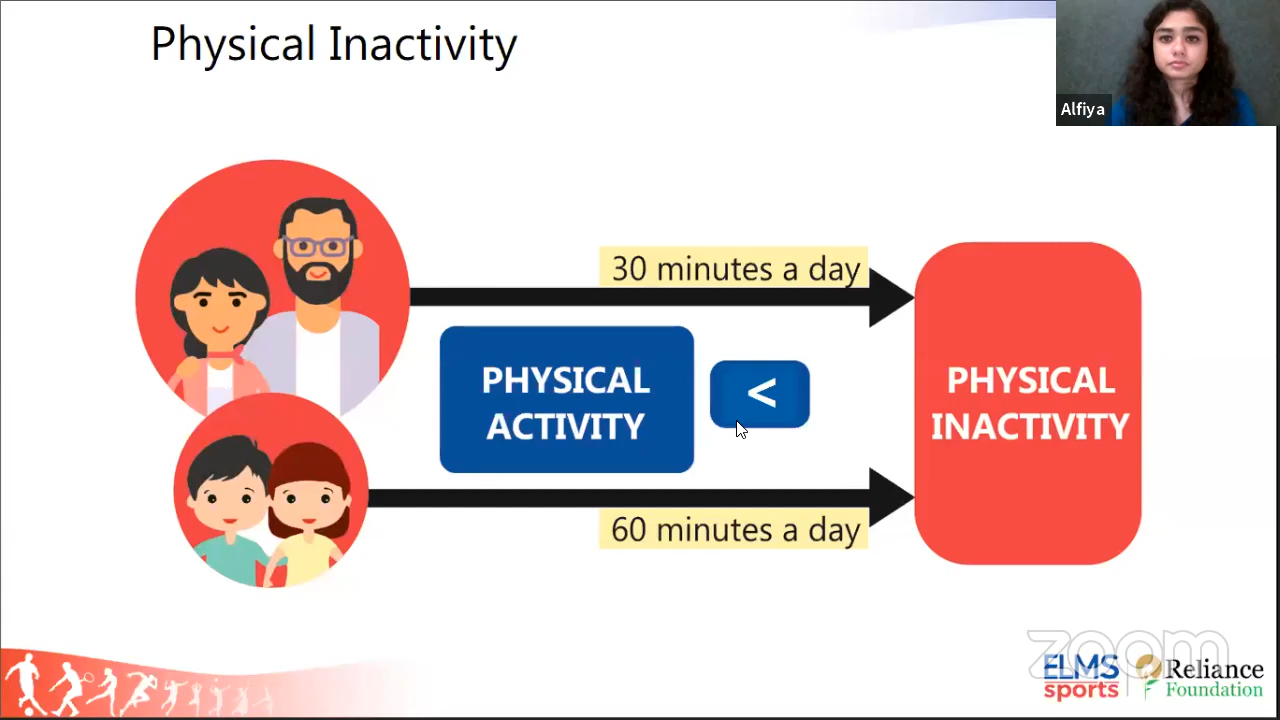 Physical Inactivity
Alfiya
30 minutes a day
PHYSICAL
ACTIVITY
<
PHYSICAL
INACTIVITY
60 minutes a day
zoom
ELMS
sports
Reliance
Foundation